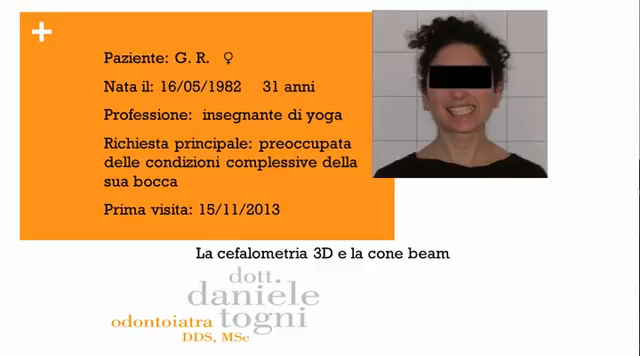 Paziente: G. R. ♀
Nata il: 16/05/1982 31 anni
Professione: insegnante di yoga
Richiesta principale: preoccupata
delle condizioni complessive della
sua bocca
Prima visita: 15/11/2013
La cefalometria 3D e la cone beam
dott.
daniele
odontoiatra togni
DDS, MSc